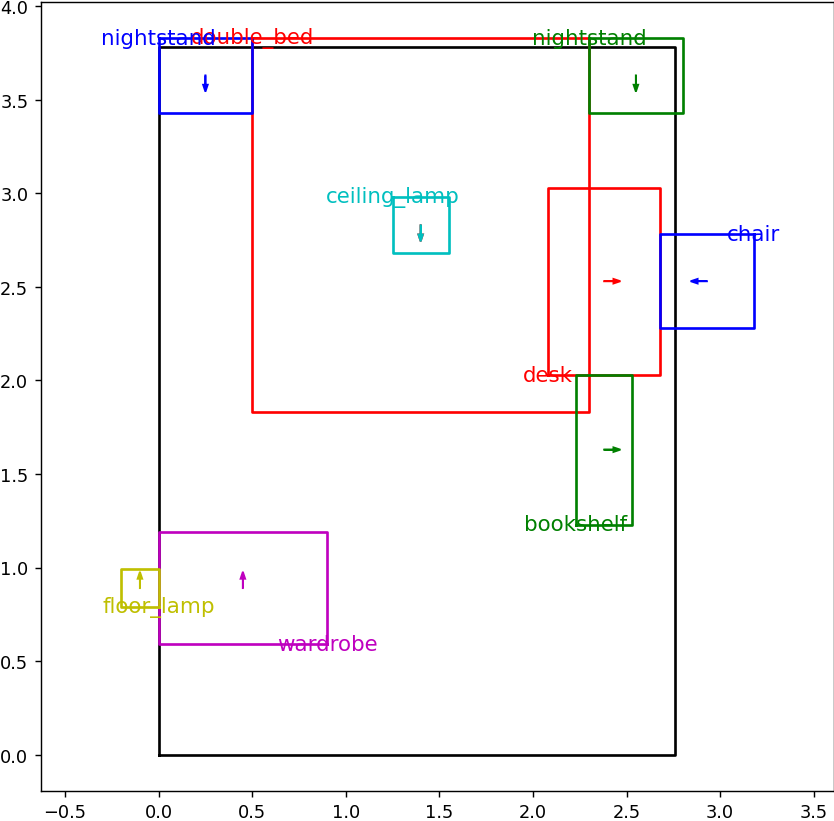 4.0
nightstand
double_bed
nightstand
3.5
3.0
ceiling_lamp
chair
2.5
2.0
desk
1.5
bookshelf
1.0
floor_lamp
wardrobe
0.5
0.0
−0.5 0.0 0.5 1.0 1.5 2.0 2.5 3.0 3.5